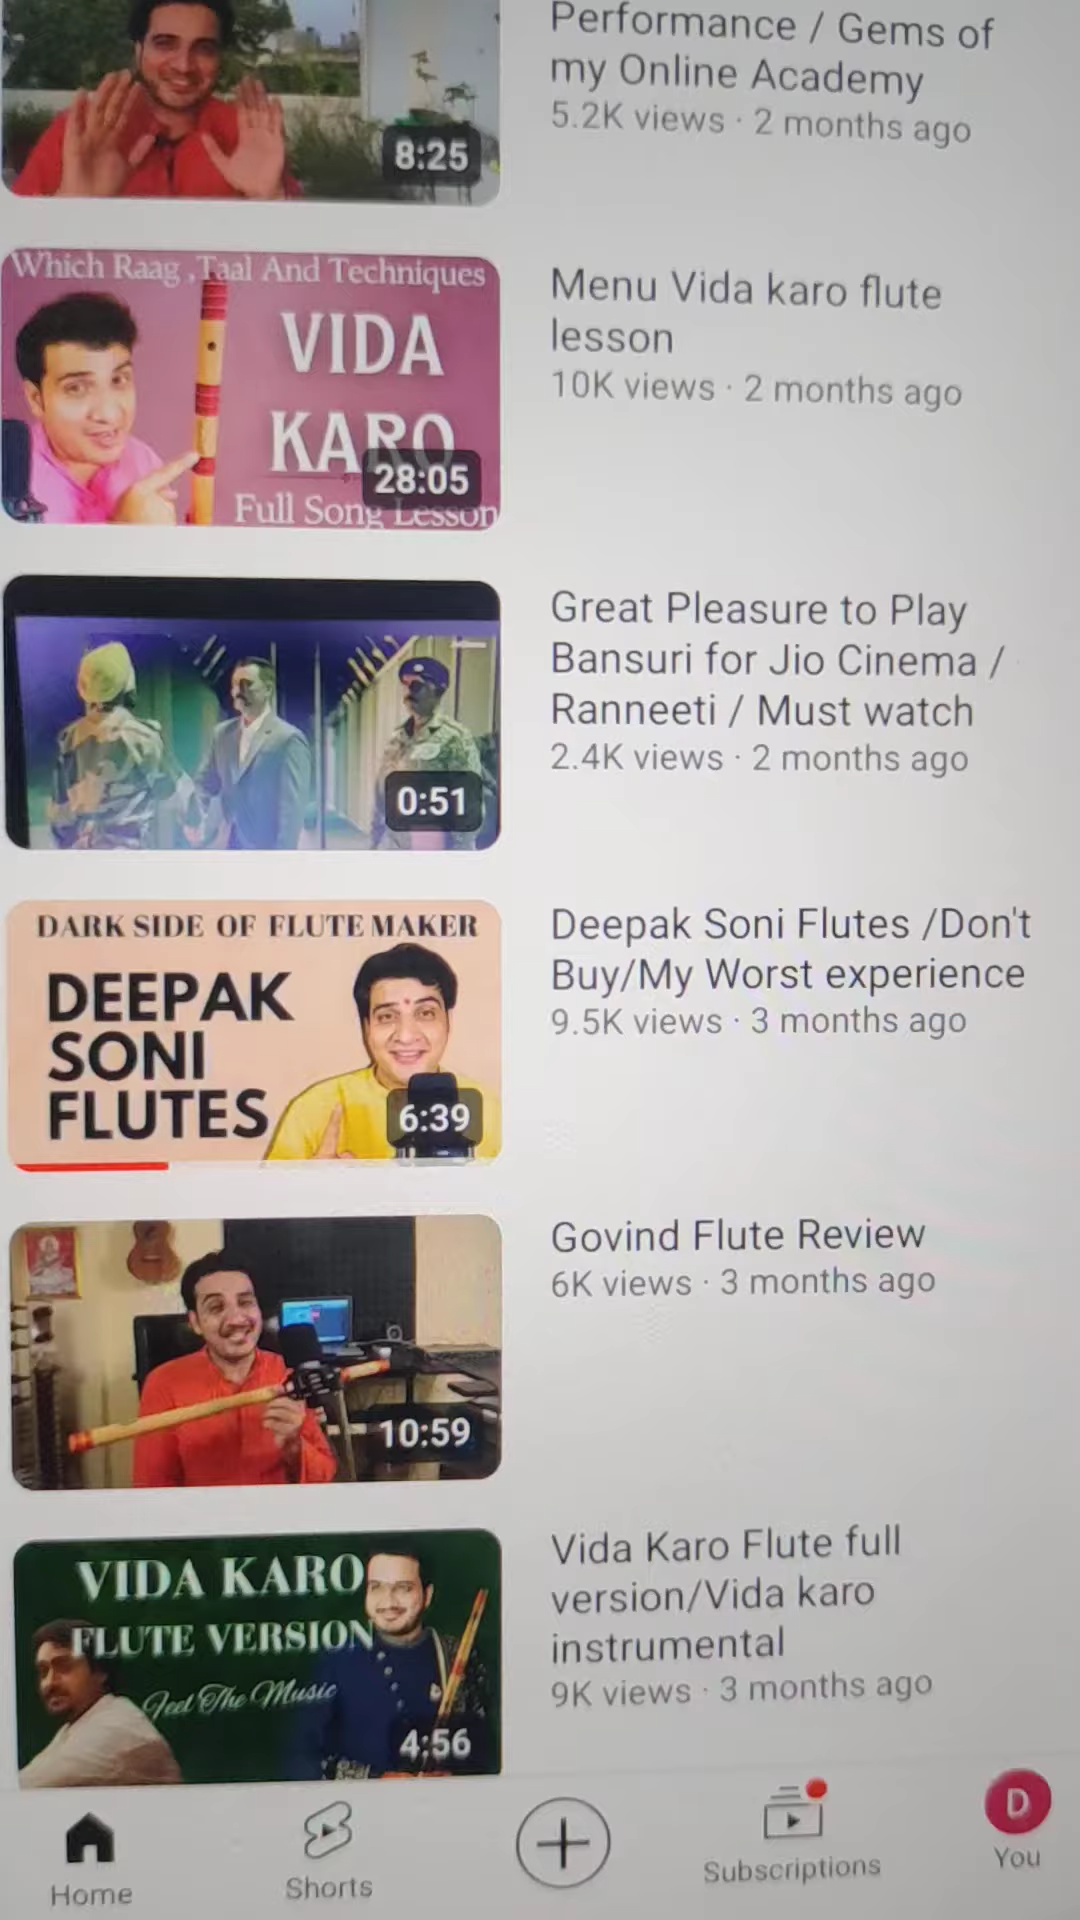 Performance / Gems of
my Online Academy
5.2K views · 2 months ago
8:25
Which Raag ,Taal And Techniques
VIDA
KARO
28:05
Full Song Lesson
Menu Vida karo flute
lesson
10K views · 2 months ago
0:51
Great Pleasure to Play
Bansuri for Jio Cinema /
Ranneeti / Must watch
2.4K views · 2 months ago
DARK SIDE OF FLUTE MAKER
DEEPAK
SONI
FLUTES
6:39
Deepak Soni Flutes /Don't
Buy/My Worst experience
9.5K views · 3 months ago
10:59
Govind Flute Review
6K views · 3 months ago
VIDA KARO
FLUTE VERSION
Feel The Music
4:56
Vida Karo Flute full
version/Vida karo
instrumental
9K views · 3 months ago
Home
Shorts
Subscriptions
D
You